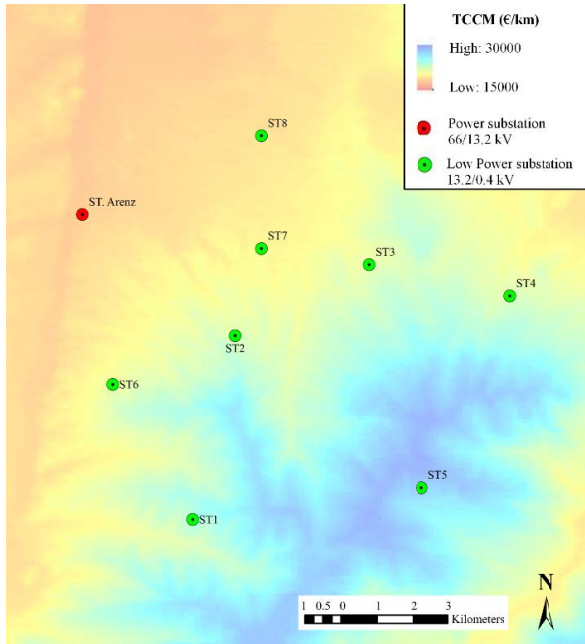 TCCM (€/km)
High: 30000
Low: 15000
Power substation
66/13.2 kV
Low Power substation
13.2/0.4 kV
ST8
ST. Arenz
ST7
ST3
ST4
ST2
ST6
ST5
ST1
N
1 0.5 0 1 2 3
Kilometers